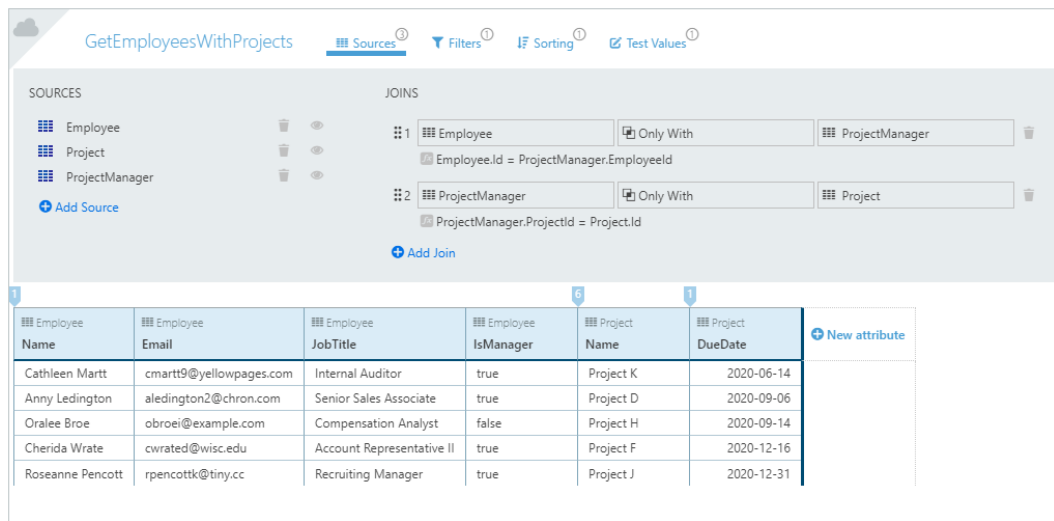 GetEmployeesWithProjects Sources 3 Filters 1 Sorting 1 Test Values 1
SOURCES JOINS
Employee 1 Employee Only With ProjectManager
Project fx Employee.Id = ProjectManager.EmployeeId
ProjectManager 2 ProjectManager Only With Project
Add Source fx ProjectManager.ProjectId = Project.Id
Add Join
1 6 1
Employee Employee Employee Employee Project Project
Name Email JobTitle IsManager Name DueDate New attribute
Cathleen Martt cmartt9@yellowpages.com Internal Auditor true Project K 2020-06-14
Anny Ledington aledington2@chron.com Senior Sales Associate true Project D 2020-09-06
Oralee Broe obroei@example.com Compensation Analyst false Project H 2020-09-14
Cherida Wrate cwrated@wisc.edu Account Representative II true Project F 2020-12-16
Roseanne Pencott rpencottk@tiny.cc Recruiting Manager true Project J 2020-12-31